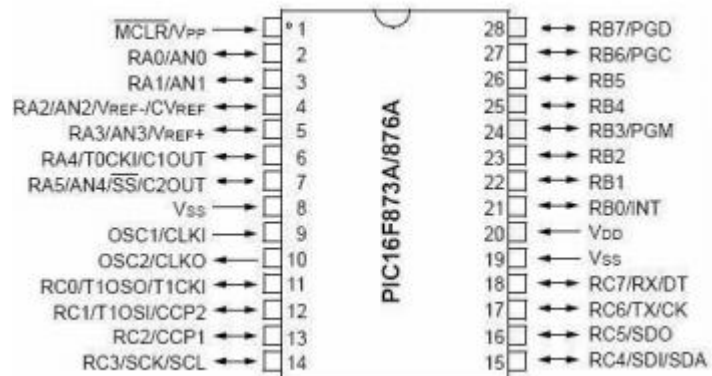 MCLR/VPP 1
RA0/AN0 2
RA1/AN1 3
RA2/AN2/VREF-/CVREF 4
RA3/AN3/VREF+ 5
RA4/T0CKI/C1OUT 6
RA5/AN4/SS/C2OUT 7
VSS 8
OSC1/CLKI 9
OSC2/CLKO 10
RC0/T1OSO/T1CKI 11
RC1/T1OSI/CCP2 12
RC2/CCP1 13
RC3/SCK/SCL 14
PIC16F873A/876A
28 RB7/PGD
27 RB6/PGC
26 RB5
25 RB4
24 RB3/PGM
23 RB2
22 RB1
21 RB0/INT
20 VDD
19 VSS
18 RC7/RX/DT
17 RC6/TX/CK
16 RC5/SDO
15 RC4/SDI/SDA